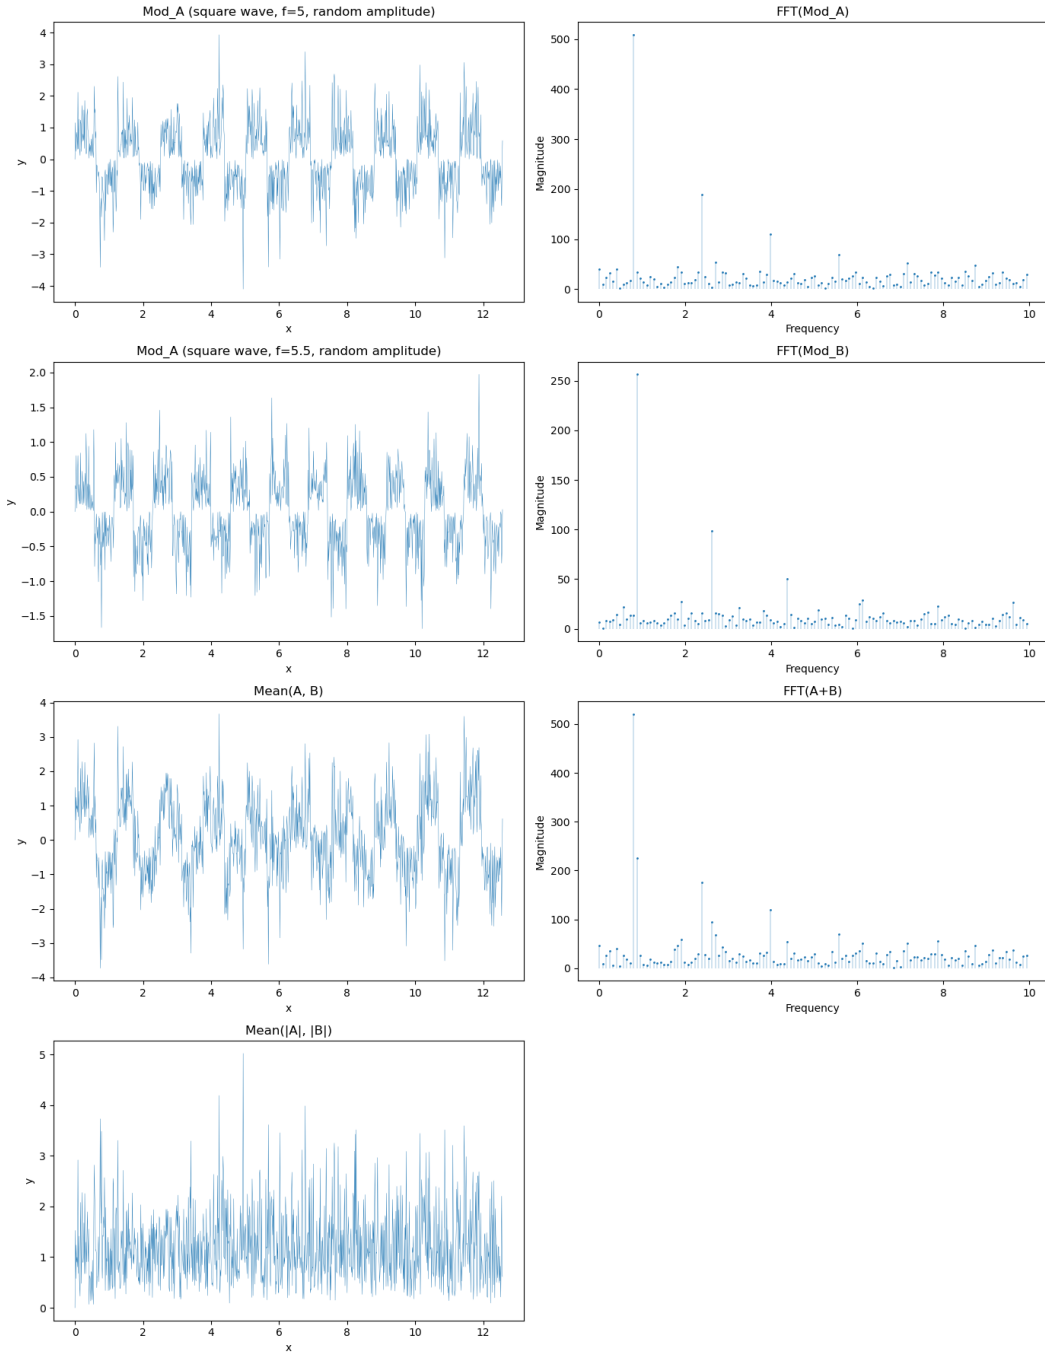 Mod_A (square wave, f=5, random amplitude)
4
3
2
1
0
−1
−2
−3
−4
y
0 2 4 6 8 10 12
x
FFT(Mod_A)
500
400
300
200
100
0
Magnitude
0 2 4 6 8 10
Frequency
Mod_A (square wave, f=5.5, random amplitude)
2.0
1.5
1.0
0.5
0.0
−0.5
−1.0
−1.5
y
0 2 4 6 8 10 12
x
FFT(Mod_B)
250
200
150
100
50
0
Magnitude
0 2 4 6 8 10
Frequency
Mean(A, B)
4
3
2
1
0
−1
−2
−3
−4
y
0 2 4 6 8 10 12
x
FFT(A+B)
500
400
300
200
100
0
Magnitude
0 2 4 6 8 10
Frequency
Mean(|A|, |B|)
5
4
3
2
1
0
y
0 2 4 6 8 10 12
x